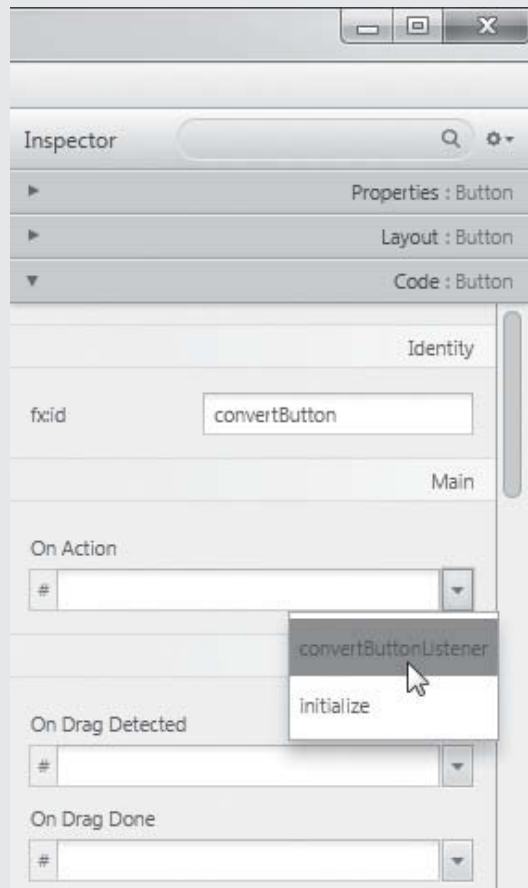 Inspector
Properties : Button
Layout : Button
Code : Button
Identity
fx:id
convertButton
Main
On Action
#
convertButtonListener
initialize
On Drag Detected
#
On Drag Done
#